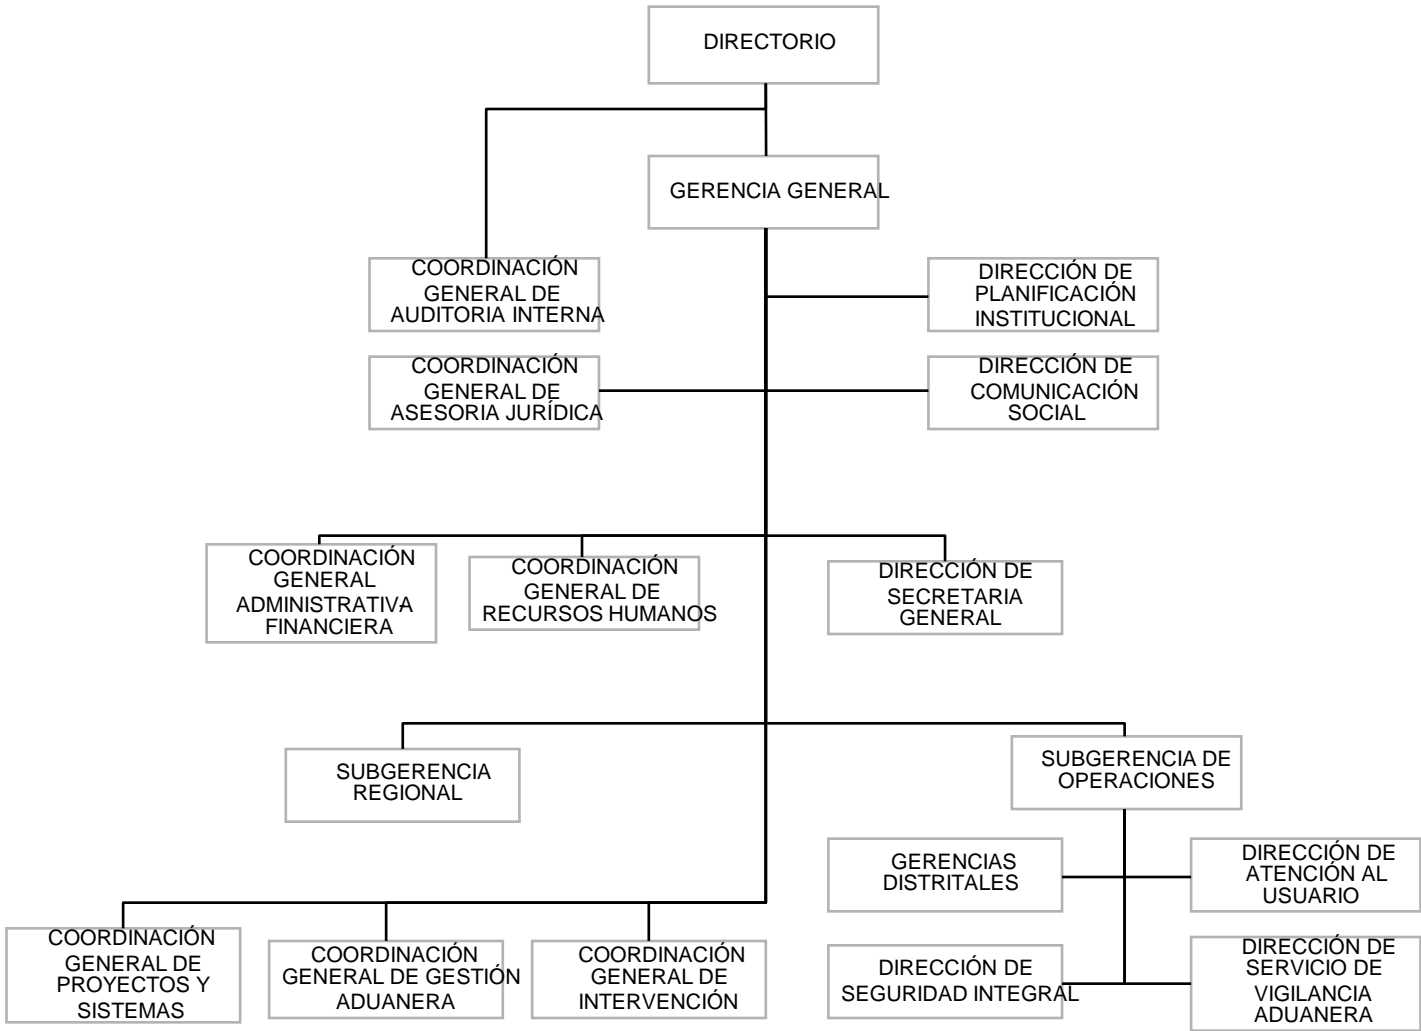 DIRECTORIO
GERENCIA GENERAL
COORDINACIÓN
GENERAL DE
AUDITORIA INTERNA
DIRECCIÓN DE
PLANIFICACIÓN
INSTITUCIONAL
COORDINACIÓN
GENERAL DE
ASESORIA JURÍDICA
DIRECCIÓN DE
COMUNICACIÓN
SOCIAL
COORDINACIÓN
GENERAL
ADMINISTRATIVA
FINANCIERA
COORDINACIÓN
GENERAL DE
RECURSOS HUMANOS
DIRECCIÓN DE
SECRETARIA
GENERAL
SUBGERENCIA
REGIONAL
SUBGERENCIA DE
OPERACIONES
GERENCIAS
DISTRITALES
DIRECCIÓN DE
ATENCIÓN AL
USUARIO
COORDINACIÓN
GENERAL DE
PROYECTOS Y
SISTEMAS
COORDINACIÓN
GENERAL DE GESTIÓN
ADUANERA
COORDINACIÓN
GENERAL DE
INTERVENCIÓN
DIRECCIÓN DE
SEGURIDAD INTEGRAL
DIRECCIÓN DE
SERVICIO DE
VIGILANCIA
ADUANERA